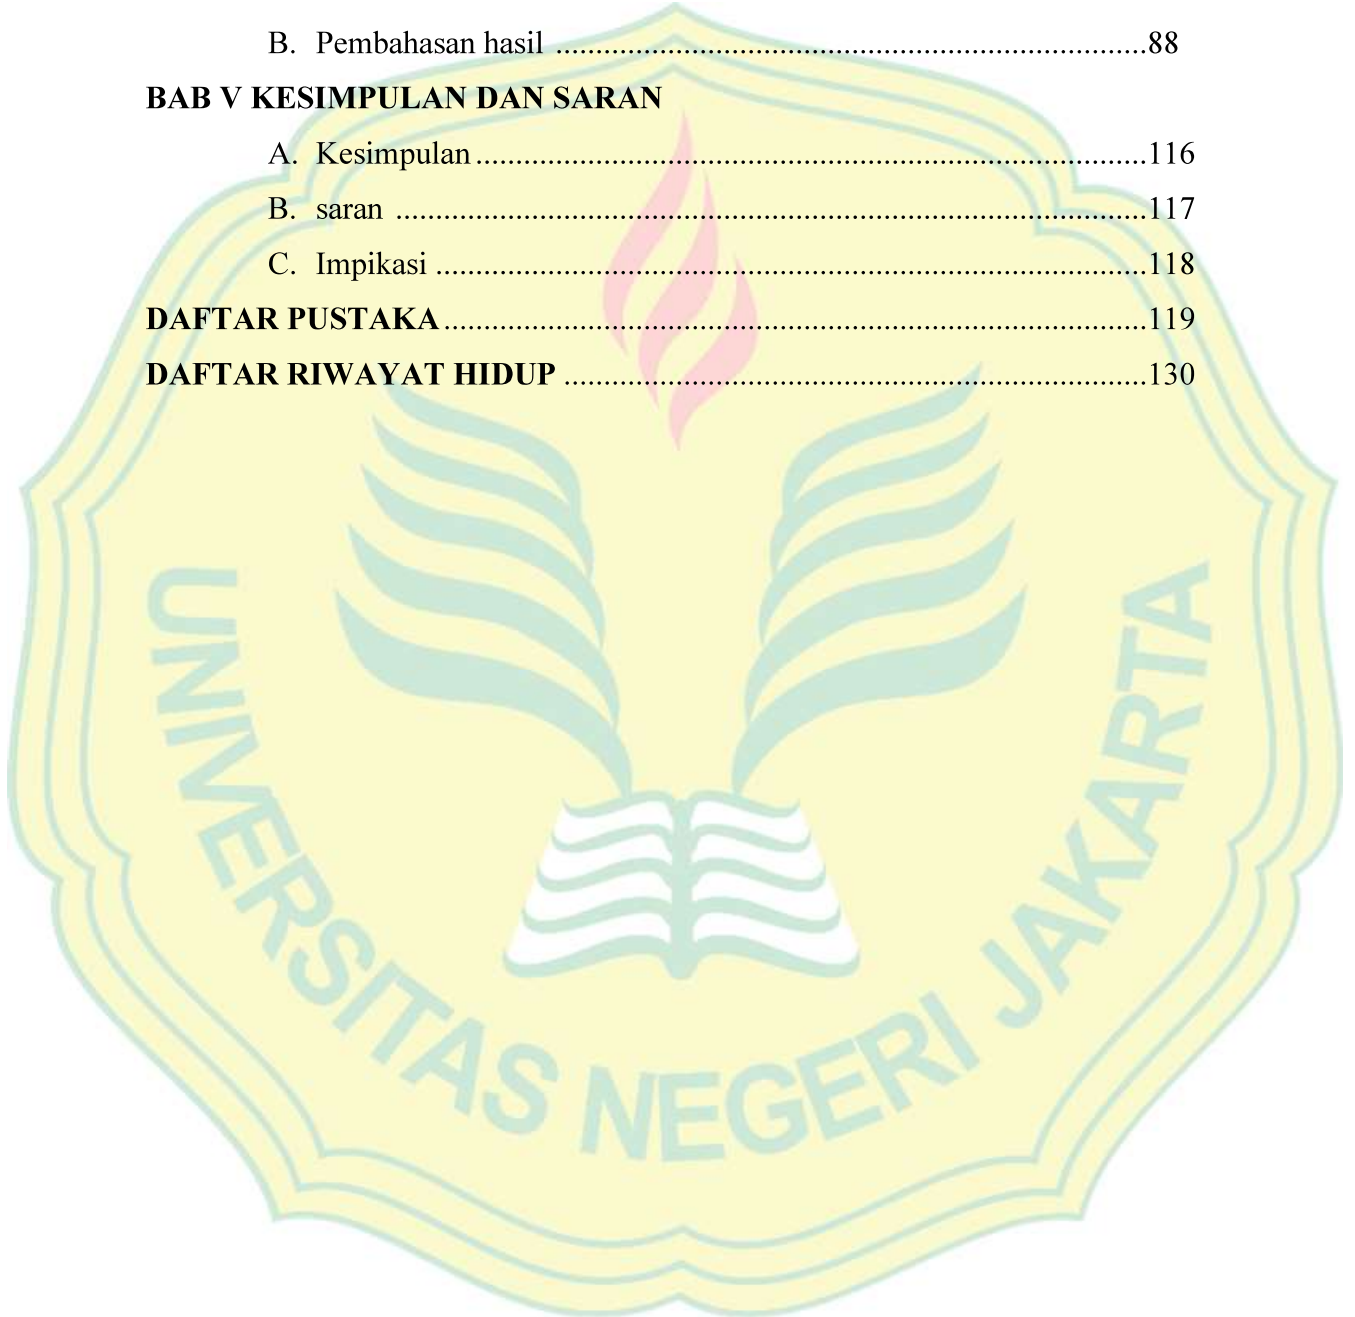 B. Pembahasan hasil ..........................................................................88
BAB V KESIMPULAN DAN SARAN
A. Kesimpulan....................................................................................116
B. saran ..............................................................................................117
C. Impikasi .........................................................................................118
DAFTAR PUSTAKA........................................................................................119
DAFTAR RIWAYAT HIDUP .........................................................................130
UNIVERSITAS NEGERI JAKARTA